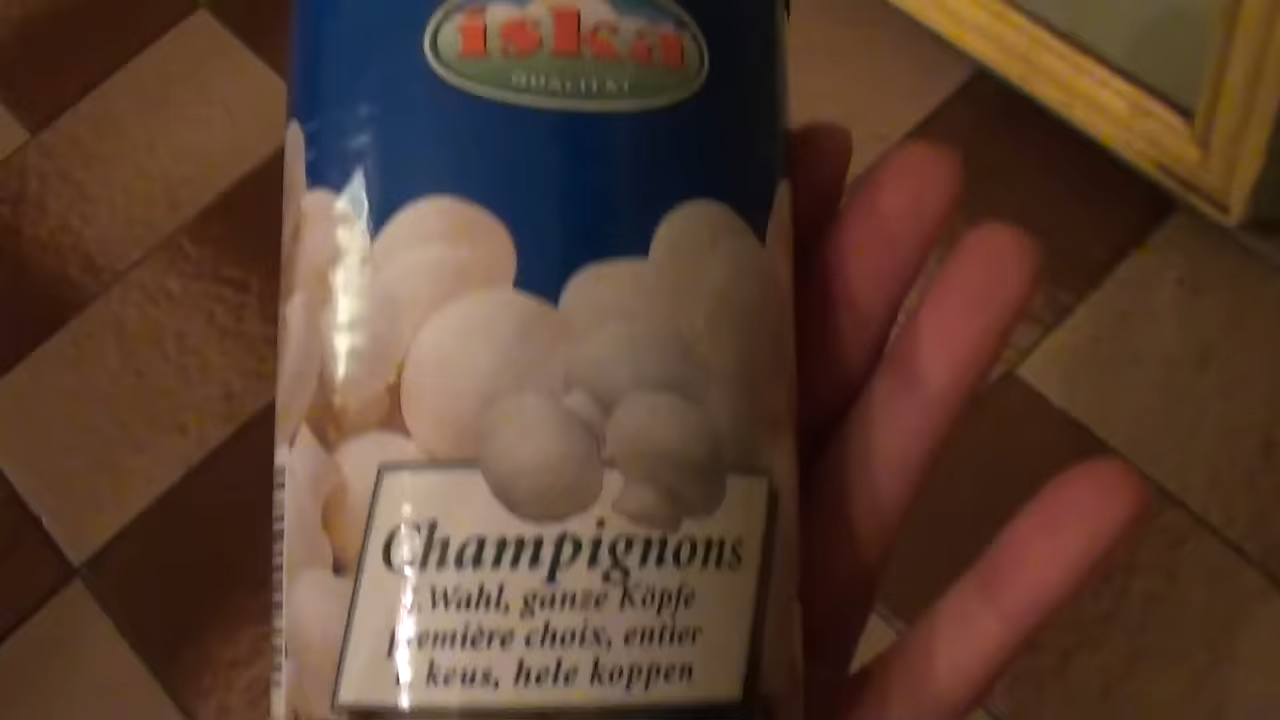 iska
QUALITÄT
Champignons
Wahl, ganze Köpfe
première choix, entier
keus, hele koppen